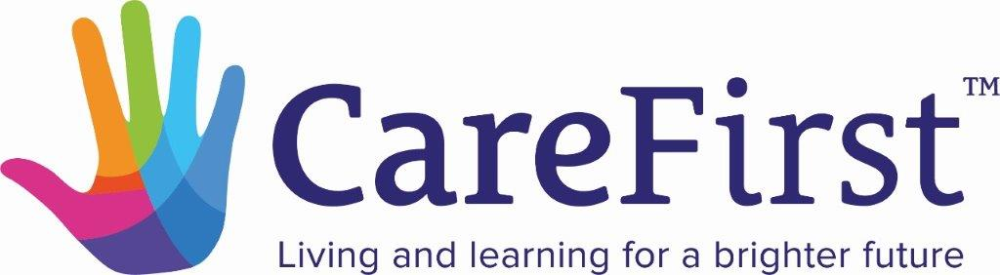 CareFirst™
Living and learning for a brighter future